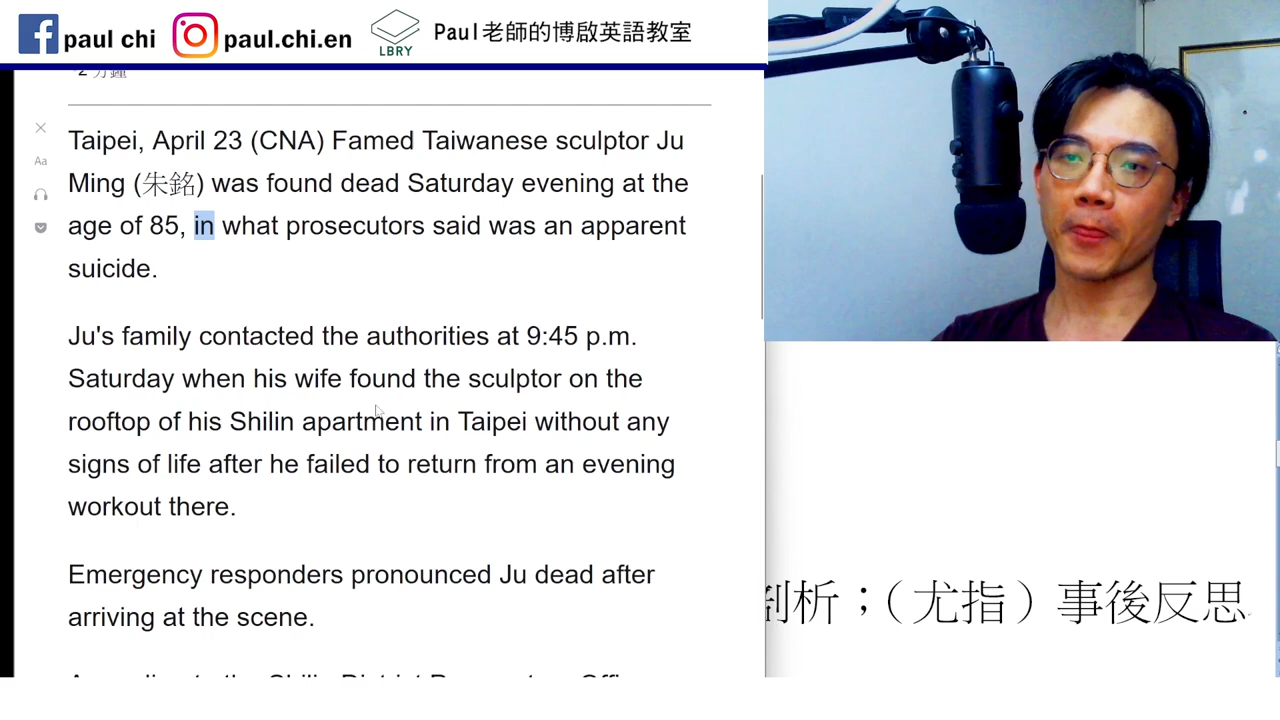 paul chi
paul.chi.en
LBRY
Paul老師的博啟英語教室
2 分鐘
Taipei, April 23 (CNA) Famed Taiwanese sculptor Ju
Ming (朱銘) was found dead Saturday evening at the
age of 85, in what prosecutors said was an apparent
suicide.
Ju's family contacted the authorities at 9:45 p.m.
Saturday when his wife found the sculptor on the
rooftop of his Shilin apartment in Taipei without any
signs of life after he failed to return from an evening
workout there.
Emergency responders pronounced Ju dead after
arriving at the scene.
Aa
剖析；（尤指）事後反思